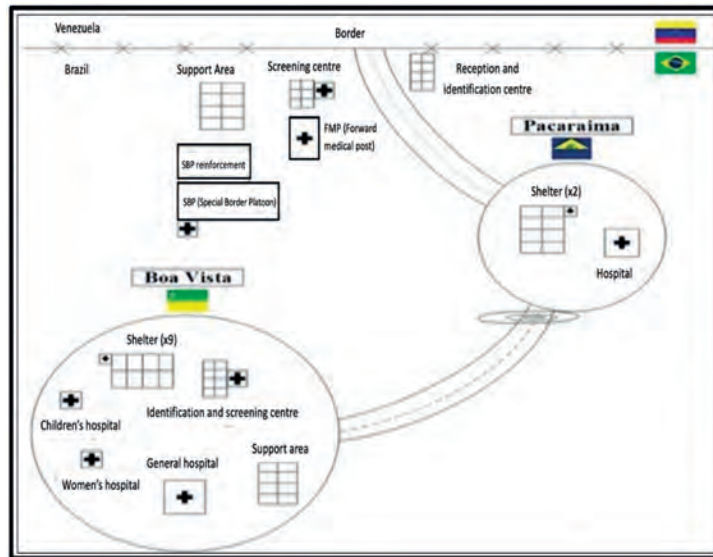 Venezuela
Border
Brazil
Support Area
Screening centre
Reception and
identification centre
FMP (Forward
medical post)
SBP reinforcement
SBP (Special Border Platoon)
Pacaraima
Shelter (x2)
Hospital
Boa Vista
Shelter (x9)
Identification and screening centre
Children's hospital
Support area
General hospital
Women's hospital